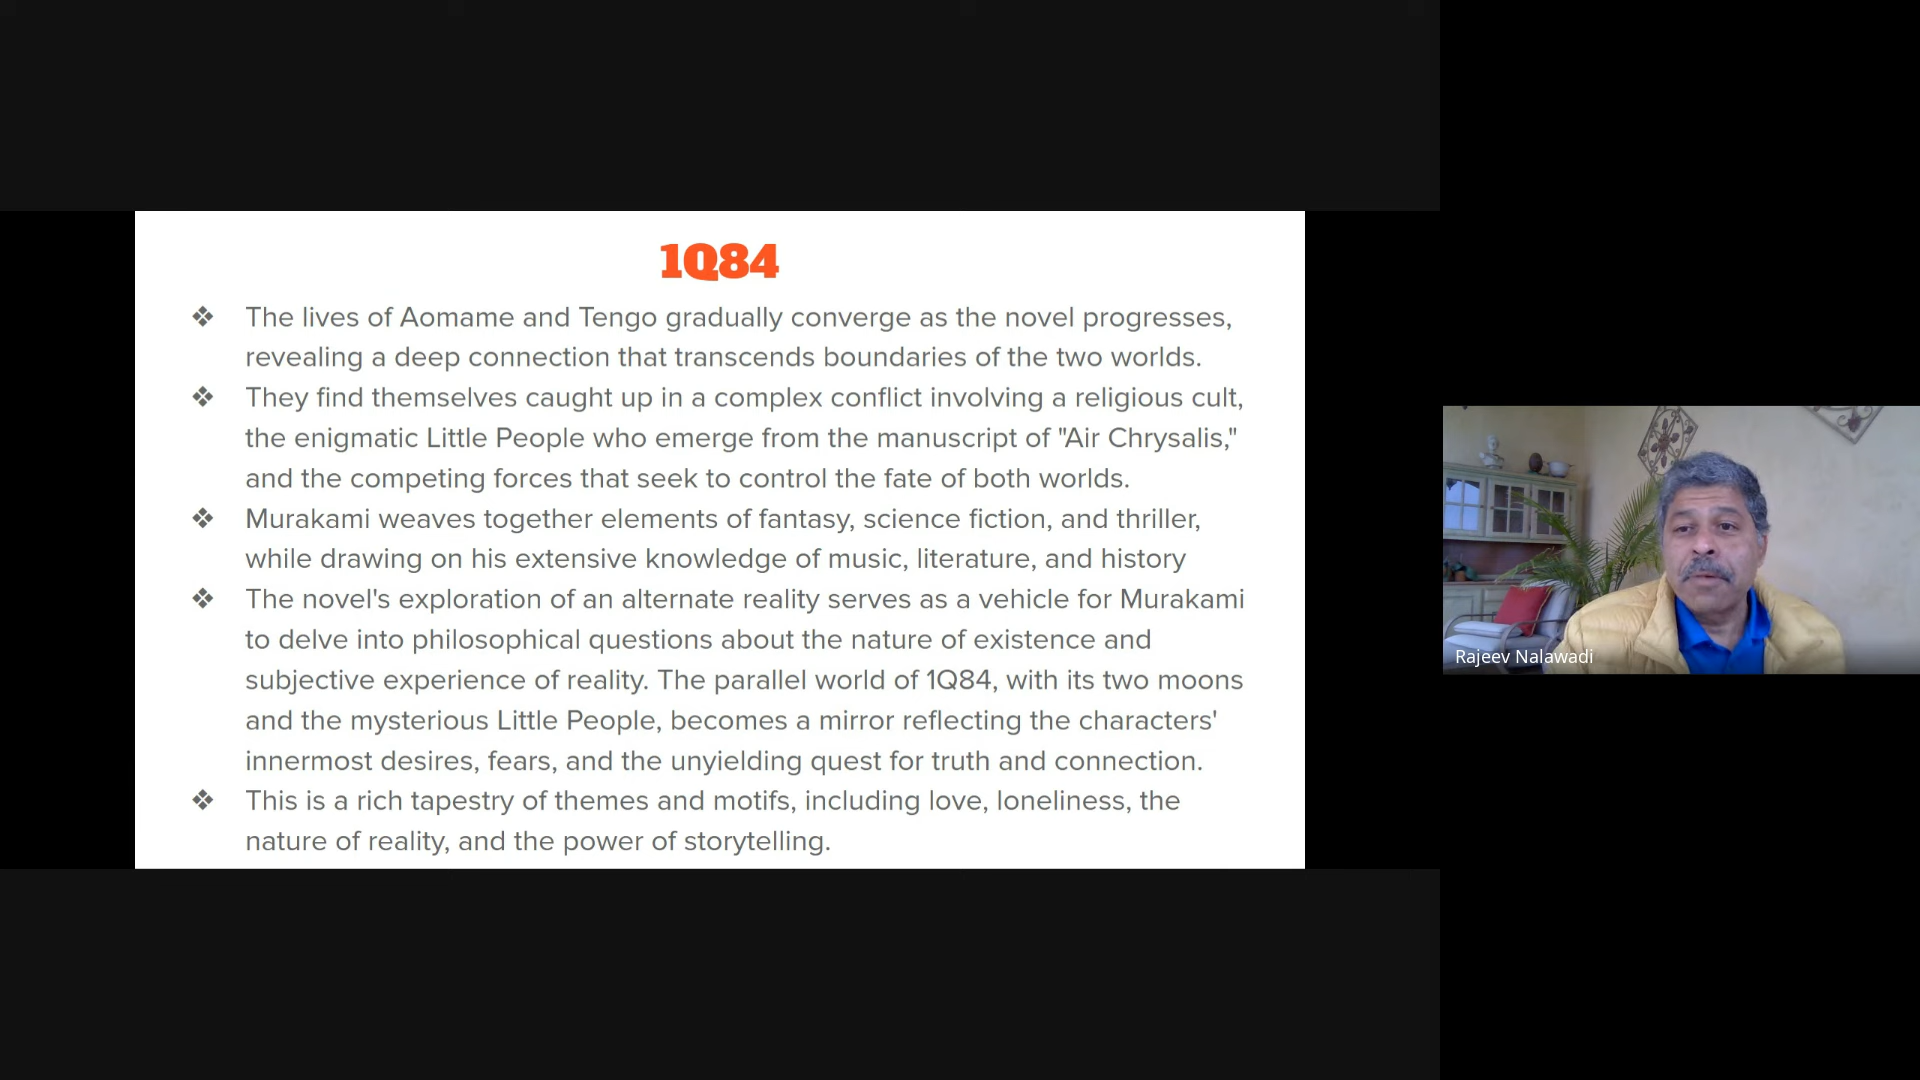 1Q84
❖ The lives of Aomame and Tengo gradually converge as the novel progresses,
revealing a deep connection that transcends boundaries of the two worlds.
❖ They find themselves caught up in a complex conflict involving a religious cult,
the enigmatic Little People who emerge from the manuscript of "Air Chrysalis,"
and the competing forces that seek to control the fate of both worlds.
❖ Murakami weaves together elements of fantasy, science fiction, and thriller,
while drawing on his extensive knowledge of music, literature, and history
❖ The novel's exploration of an alternate reality serves as a vehicle for Murakami
to delve into philosophical questions about the nature of existence and
subjective experience of reality. The parallel world of 1Q84, with its two moons
and the mysterious Little People, becomes a mirror reflecting the characters'
innermost desires, fears, and the unyielding quest for truth and connection.
❖ This is a rich tapestry of themes and motifs, including love, loneliness, the
nature of reality, and the power of storytelling.
Rajeev Nalawadi